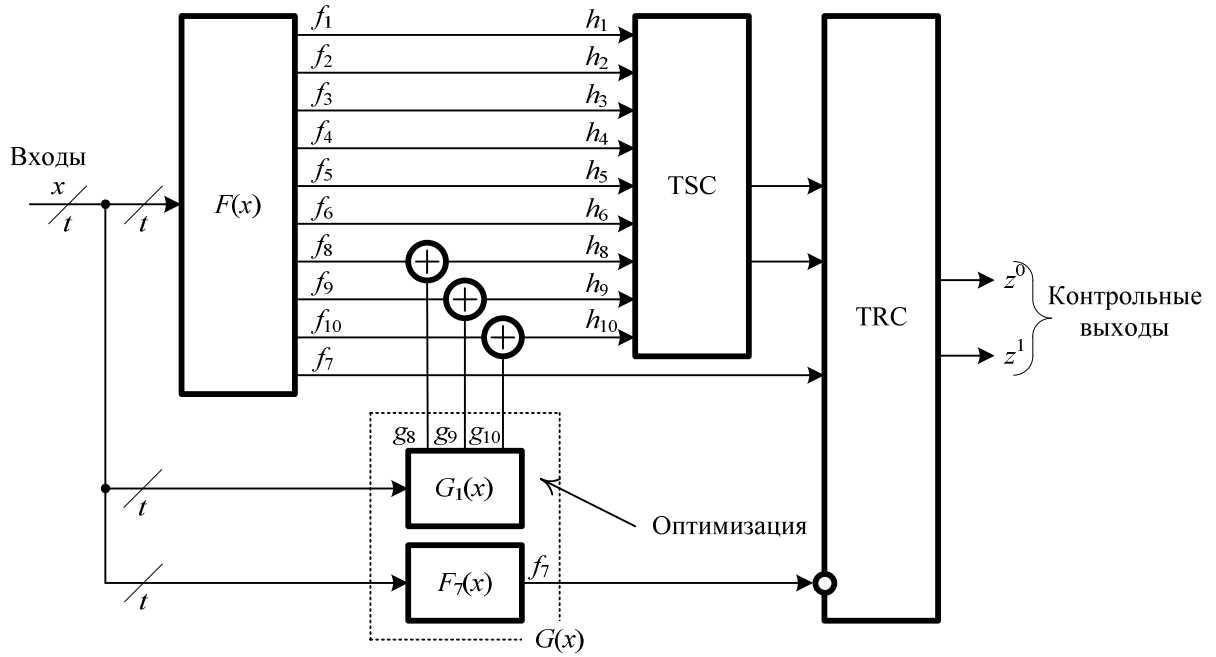 f₁ h₁
f₂ h₂
f₃ h₃
f₄ h₄
Входы
x
t
t
F(x)
f₅ h₅
TSC
f₆ h₆
f₈ h₈
f₉ h₉
f₁₀ h₁₀
f₇
TRC
z⁰
z¹
Контрольные
выходы
g₈ g₉ g₁₀
t
G₁(x)
Оптимизация
t
F₇(x)
f₇
G(x)